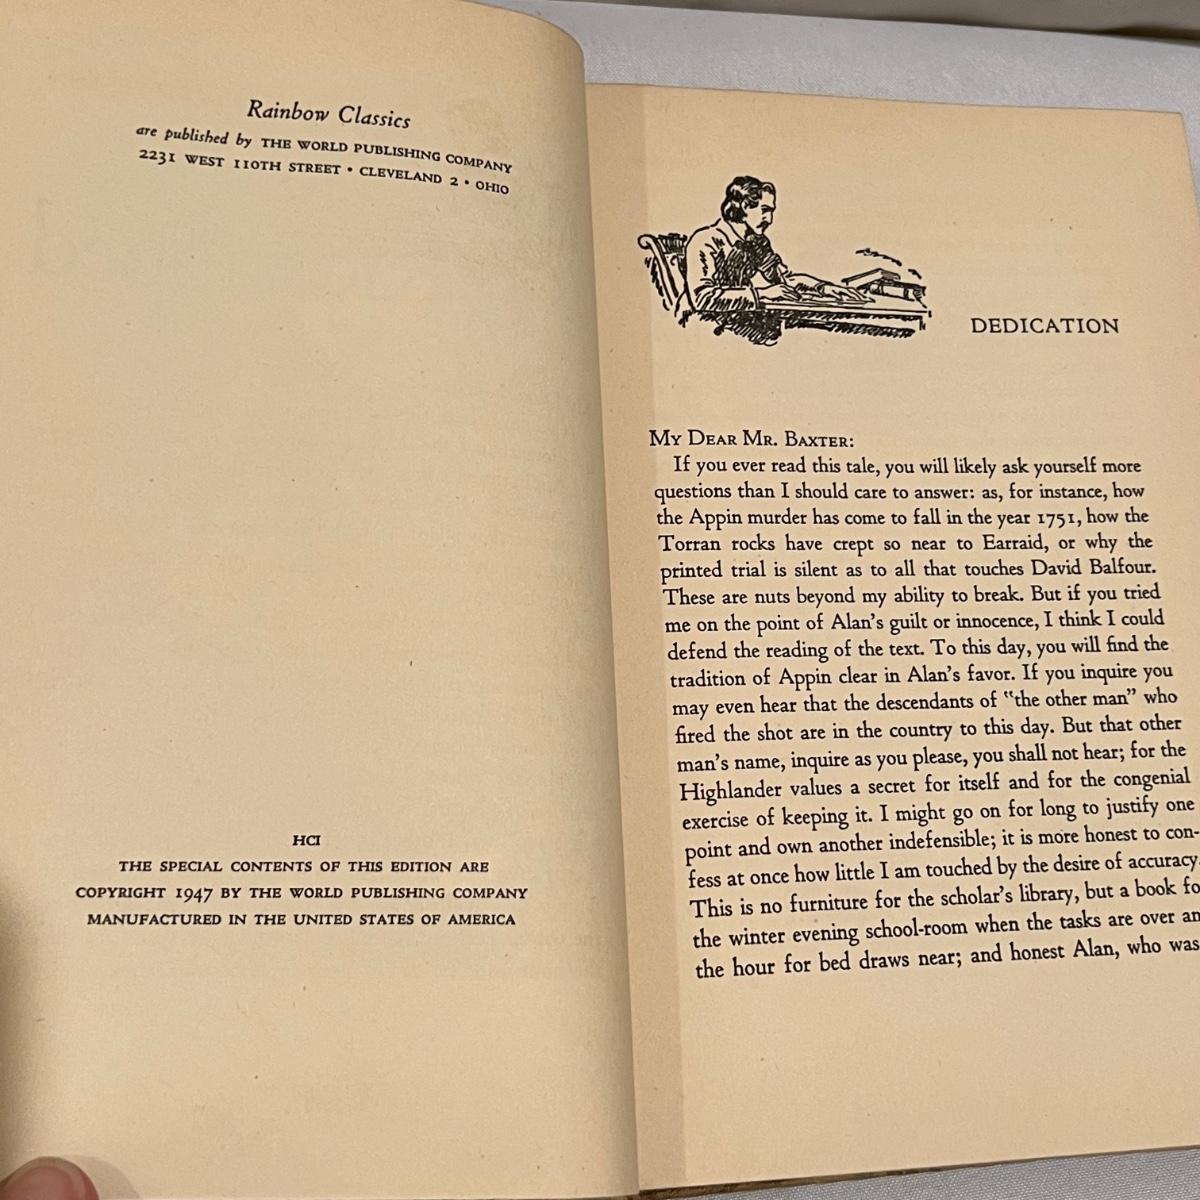 Rainbow Classics
are published by THE WORLD PUBLISHING COMPANY
2231 WEST 110TH STREET • CLEVELAND 2 • OHIO
HCI
THE SPECIAL CONTENTS OF THIS EDITION ARE
COPYRIGHT 1947 BY THE WORLD PUBLISHING COMPANY
MANUFACTURED IN THE UNITED STATES OF AMERICA
DEDICATION
MY DEAR MR. BAXTER:
If you ever read this tale, you will likely ask yourself more
questions than I should care to answer: as, for instance, how
the Appin murder has come to fall in the year 1751, how the
Torran rocks have crept so near to Earraid, or why the
printed trial is silent as to all that touches David Balfour.
These are nuts beyond my ability to break. But if you tried
me on the point of Alan's guilt or innocence, I think I could
defend the reading of the text. To this day, you will find the
tradition of Appin clear in Alan's favor. If you inquire you
may even hear that the descendants of "the other man" who
fired the shot are in the country to this day. But that other
man's name, inquire as you please, you shall not hear; for the
Highlander values a secret for itself and for the congenial
exercise of keeping it. I might go on for long to justify one
point and own another indefensible; it is more honest to con-
fess at once how little I am touched by the desire of accuracy.
This is no furniture for the scholar's library, but a book fo
the winter evening school-room when the tasks are over an
the hour for bed draws near; and honest Alan, who was